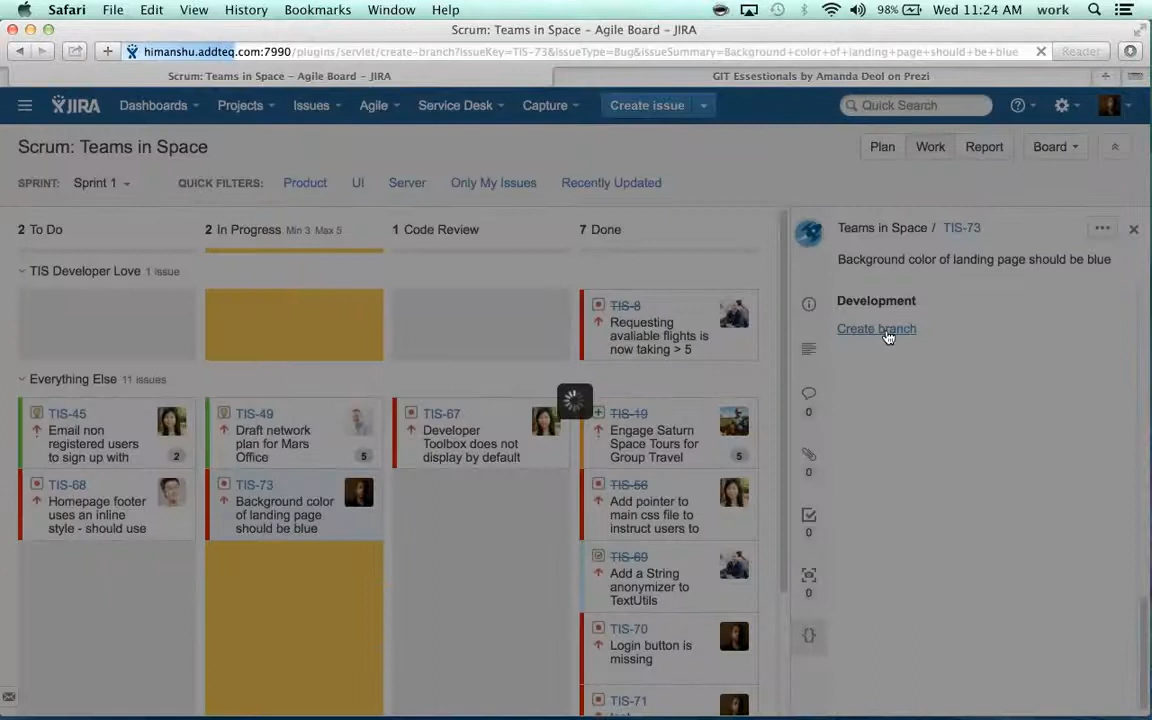 Safari File Edit View History Bookmarks Window Help 98% Wed 11:24 AM work
Scrum: Teams in Space – Agile Board – JIRA
himanshu.addteq.com:7990/plugins/servlet/create-branch?issueKey=TIS-73&issueType=Bug&issueSummary=Background+color+of+landing+page+should+be+blue Reader
Scrum: Teams in Space – Agile Board – JIRA GIT Essestionals by Amanda Deol on Prezi
JIRA Dashboards Projects Issues Agile Service Desk Capture Create issue Quick Search
Scrum: Teams in Space Plan Work Report Board
SPRINT: Sprint 1 QUICK FILTERS: Product UI Server Only My Issues Recently Updated
2 To Do 2 In Progress Min 3 Max 5 1 Code Review 7 Done
TIS Developer Love 1 issue
TIS-8
Requesting
avaliable flights is
now taking > 5
Everything Else 11 issues
TIS-45
Email non
registered users
to sign up with
2
TIS-68
Homepage footer
uses an inline
style - should use
TIS-49
Draft network
plan for Mars
Office
5
TIS-73
Background color
of landing page
should be blue
TIS-67
Developer
Toolbox does not
display by default
TIS-19
Engage Saturn
Space Tours for
Group Travel
5
TIS-56
Add pointer to
main css file to
instruct users to
TIS-69
Add a String
anonymizer to
TextUtils
TIS-70
Login button is
missing
TIS-71
Teams in Space / TIS-73
Background color of landing page should be blue
Development
Create branch
0
0
0
0